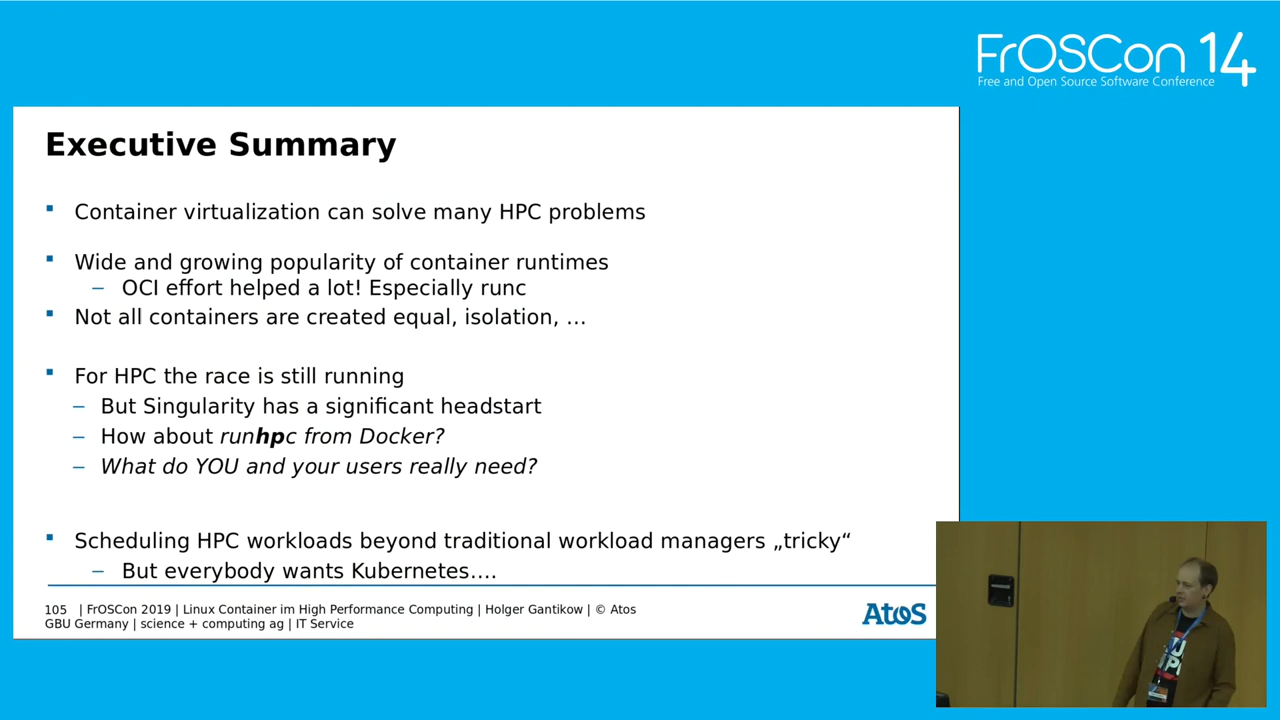 FrOSCon 14
Free and Open Source Software Conference
Executive Summary
Container virtualization can solve many HPC problems
Wide and growing popularity of container runtimes
– OCI effort helped a lot! Especially runc
Not all containers are created equal, isolation, …
For HPC the race is still running
– But Singularity has a significant headstart
– How about runhpc from Docker?
– What do YOU and your users really need?
Scheduling HPC workloads beyond traditional workload managers „tricky“
– But everybody wants Kubernetes....
105 | FrOSCon 2019 | Linux Container im High Performance Computing | Holger Gantikow | © Atos
GBU Germany | science + computing ag | IT Service
Atos